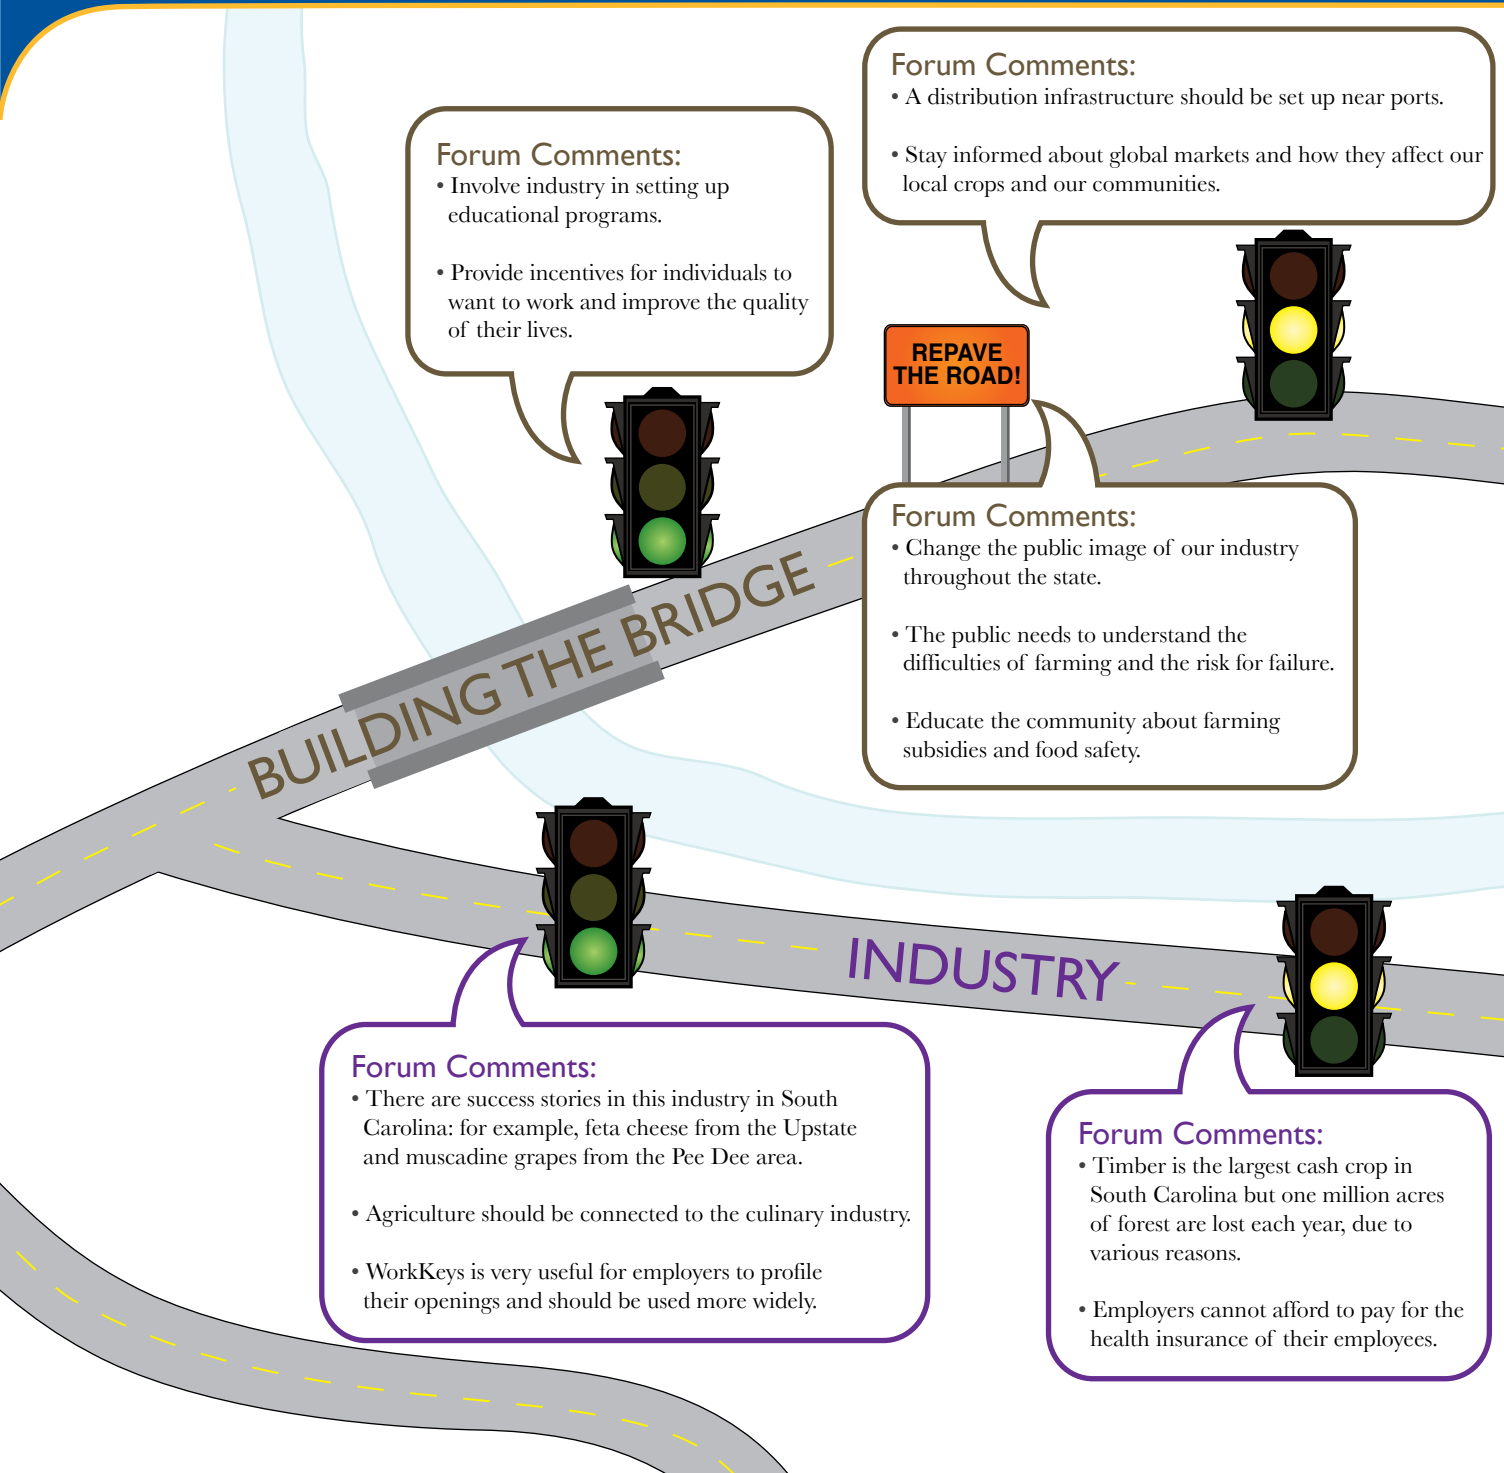 Forum Comments:
• A distribution infrastructure should be set up near ports.
• Stay informed about global markets and how they affect our
local crops and our communities.
Forum Comments:
• Involve industry in setting up
educational programs.
• Provide incentives for individuals to
want to work and improve the quality
of their lives.
REPAVE
THE ROAD!
Forum Comments:
• Change the public image of our industry
throughout the state.
• The public needs to understand the
difficulties of farming and the risk for failure.
• Educate the community about farming
subsidies and food safety.
BUILDING THE BRIDGE
INDUSTRY
Forum Comments:
• There are success stories in this industry in South
Carolina: for example, feta cheese from the Upstate
and muscadine grapes from the Pee Dee area.
• Agriculture should be connected to the culinary industry.
• WorkKeys is very useful for employers to profile
their openings and should be used more widely.
Forum Comments:
• Timber is the largest cash crop in
South Carolina but one million acres
of forest are lost each year, due to
various reasons.
• Employers cannot afford to pay for the
health insurance of their employees.